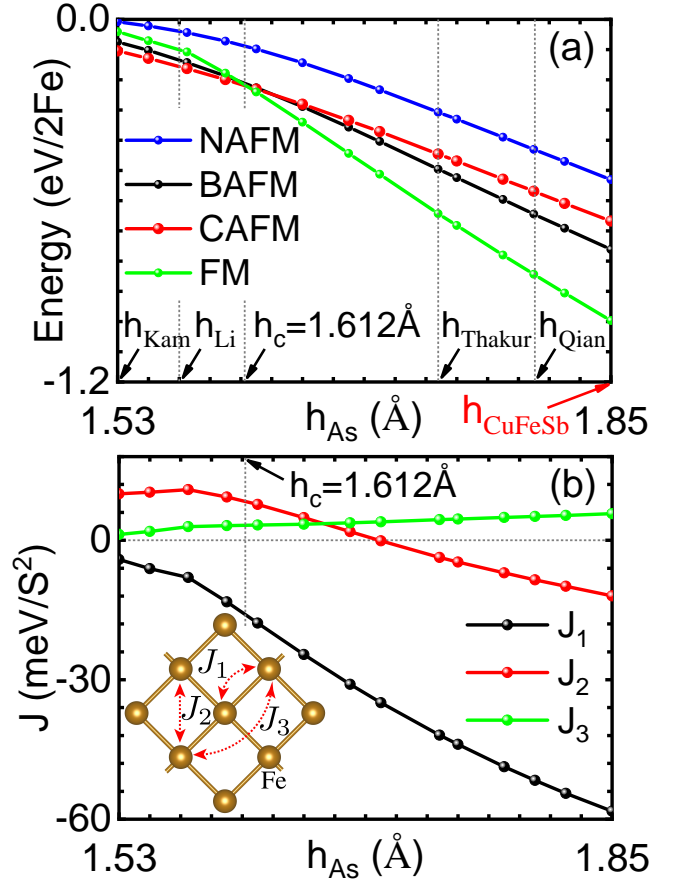 (a)
0.0
Energy (eV/2Fe)
NAFM
BAFM
CAFM
FM
h_Kam h_Li h_c=1.612Å h_Thakur h_Qian
-1.2
1.53 h_As (Å) h_CuFeSb 1.85
(b)
h_c=1.612Å
0
J (meV/S^2)
J_1
J_2
J_3
Fe
J_1
J_2
J_3
-30
-60
1.53 h_As (Å) 1.85